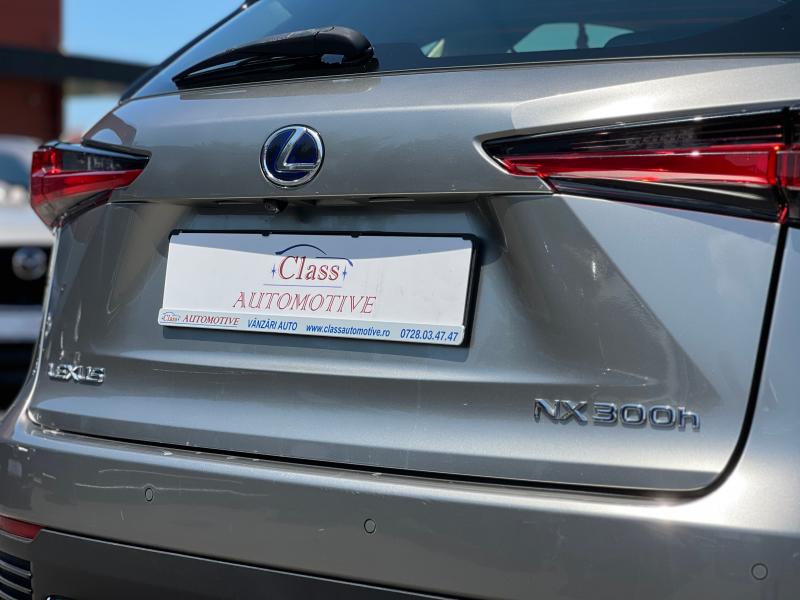 Class
AUTOMOTIVE
Class AUTOMOTIVE VÂNZĂRI AUTO www.classautomotive.ro 0728.03.47.47
LEXUS
NX300h